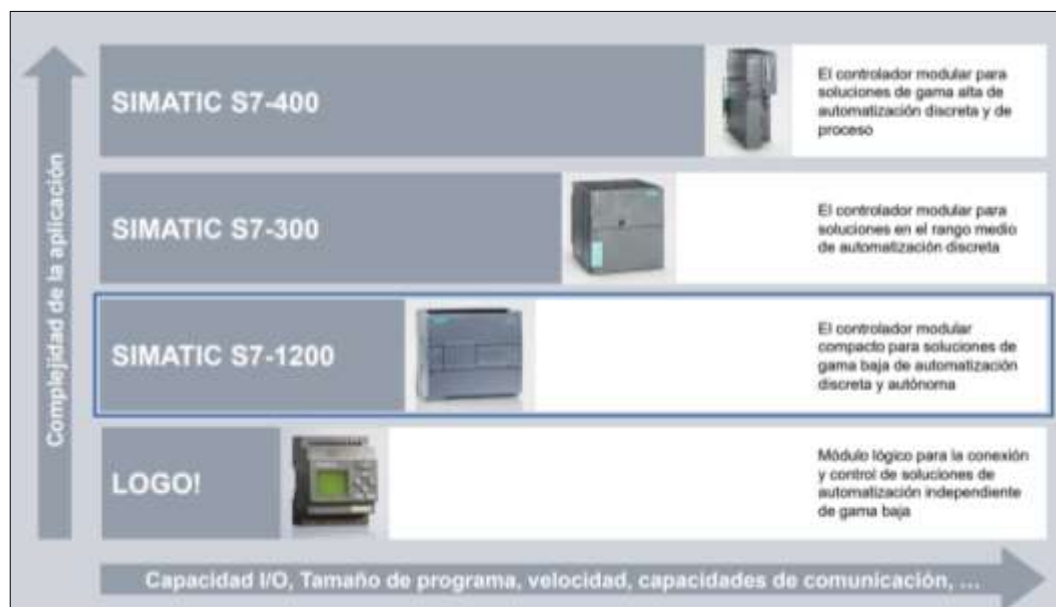 SIMATIC S7-400
El controlador modular para
soluciones de gama alta de
automatización discreta y de
proceso
SIMATIC S7-300
El controlador modular para
soluciones en el rango medio
de automatización discreta
SIMATIC S7-1200
El controlador modular
compacto para soluciones de
gama baja de automatización
discreta y autónoma
LOGO!
Módulo lógico para la conexión
y control de soluciones de
automatización independiente
de gama baja
Complejidad de la aplicación
Capacidad I/O, Tamaño de programa, velocidad, capacidades de comunicación, ...